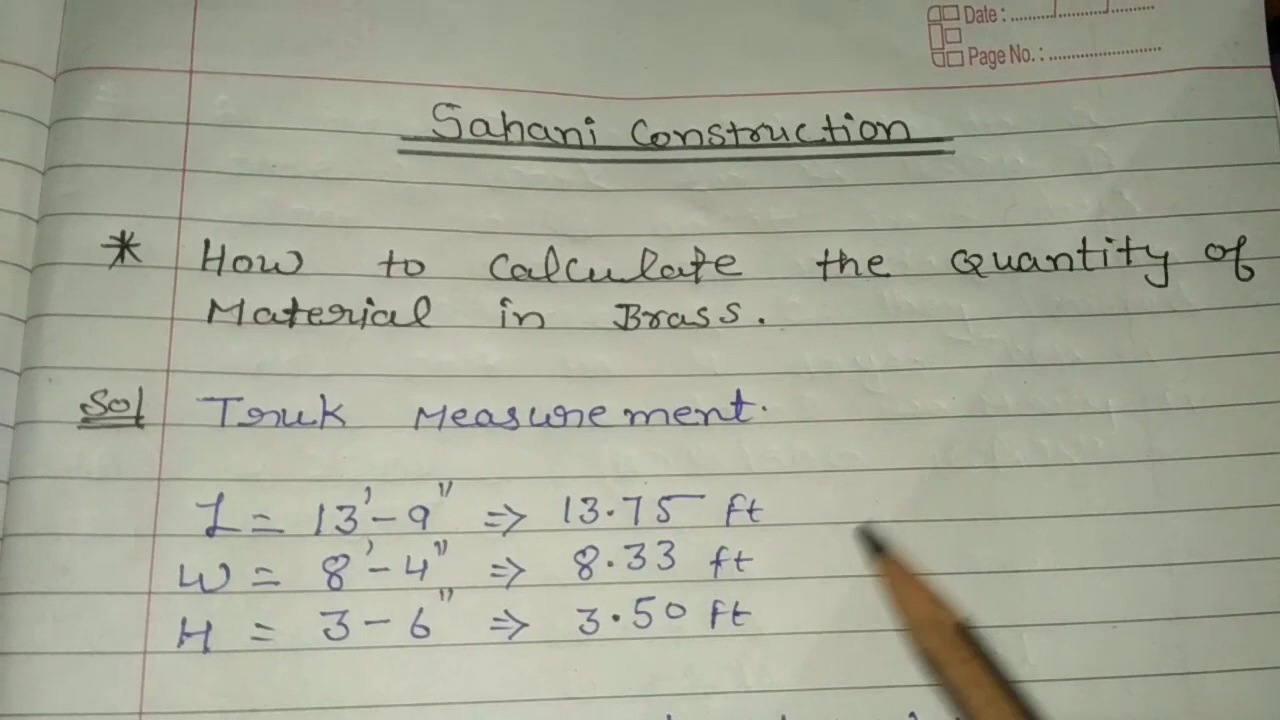 Date : ........../........../..........
Page No. : ..........................
Sahani Construction
* How to Calculate the Quantity of
Material in Brass.
Sol Truk Measurement.
L = 13'-9" ⇒ 13.75 ft
W = 8'-4" ⇒ 8.33 ft
H = 3-6" ⇒ 3.50 ft